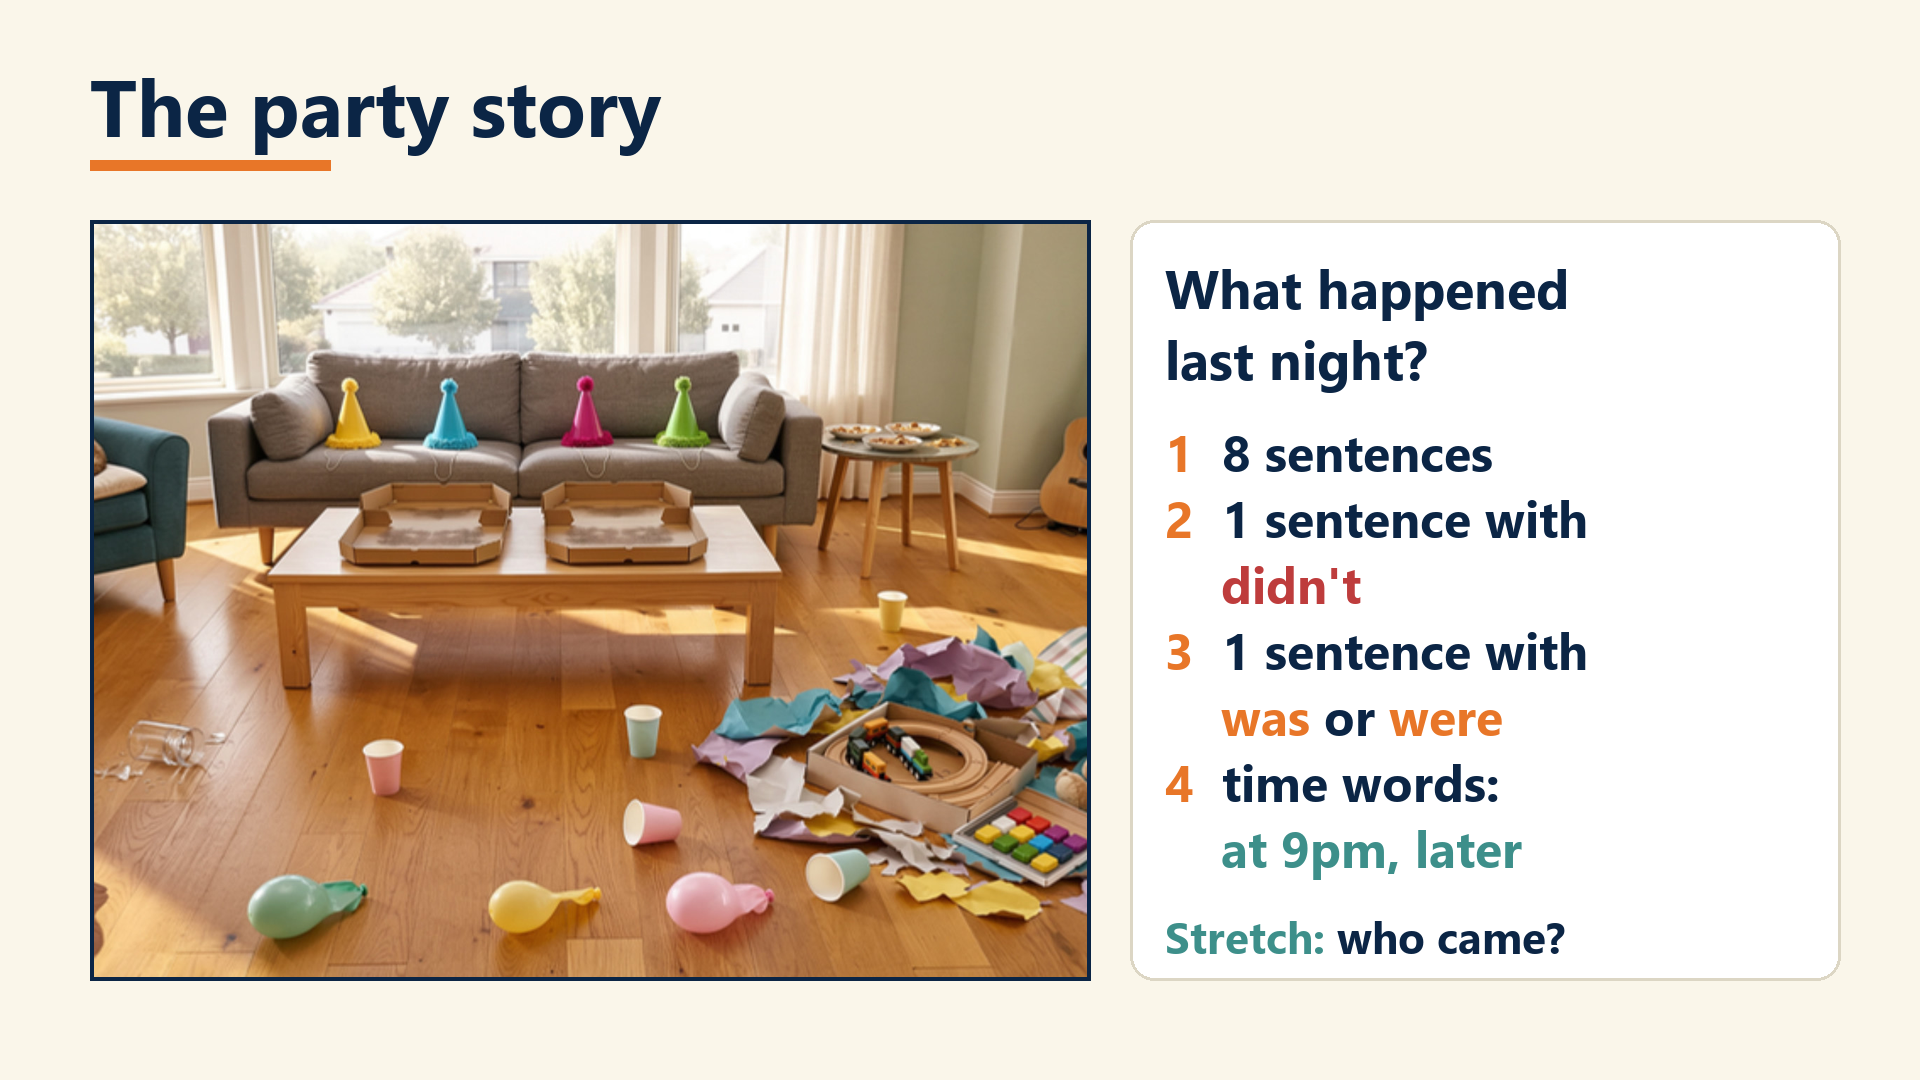 The party story
What happened
last night?
1 8 sentences
2 1 sentence with
didn't
3 1 sentence with
was or were
4 time words:
at 9pm, later
Stretch: who came?